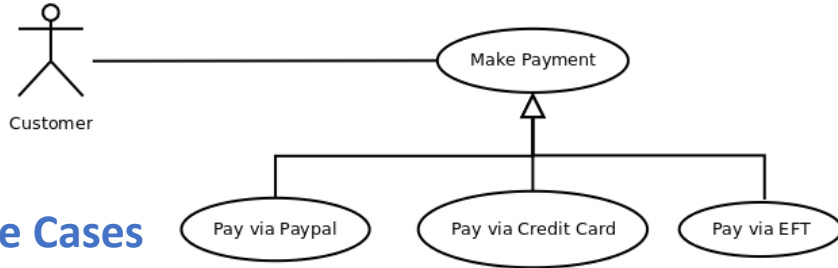 Make Payment
Customer
e Cases
Pay via Paypal
Pay via Credit Card
Pay via EFT